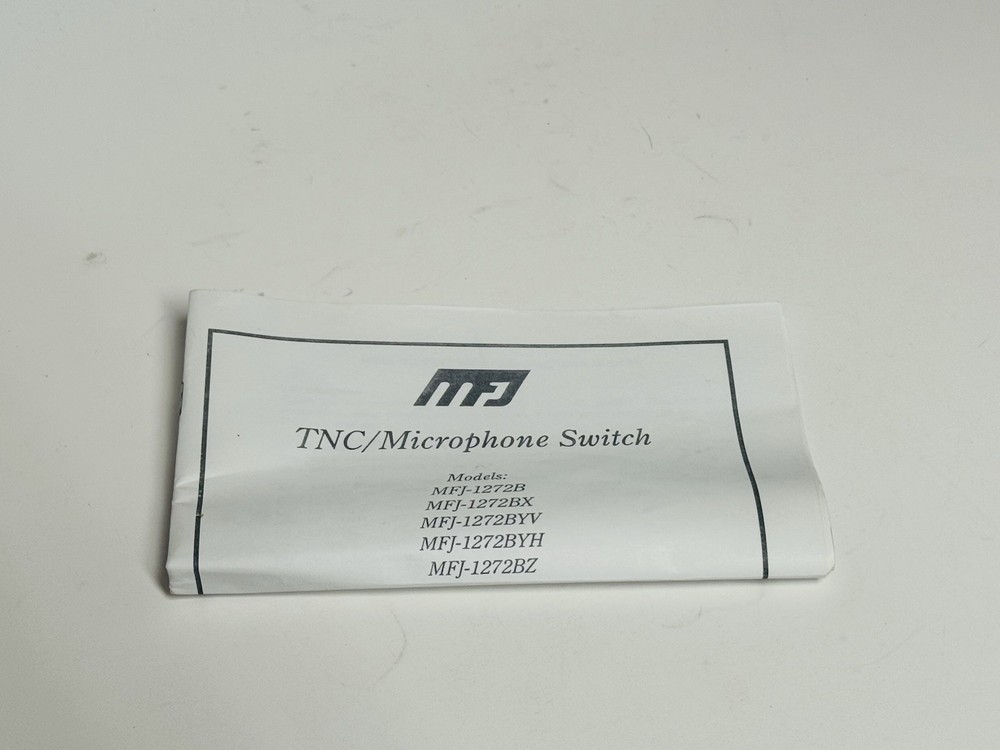 MFJ
TNC/Microphone Switch
Models:
MFJ-1272B
MFJ-1272BX
MFJ-1272BYV
MFJ-1272BYH
MFJ-1272BZ